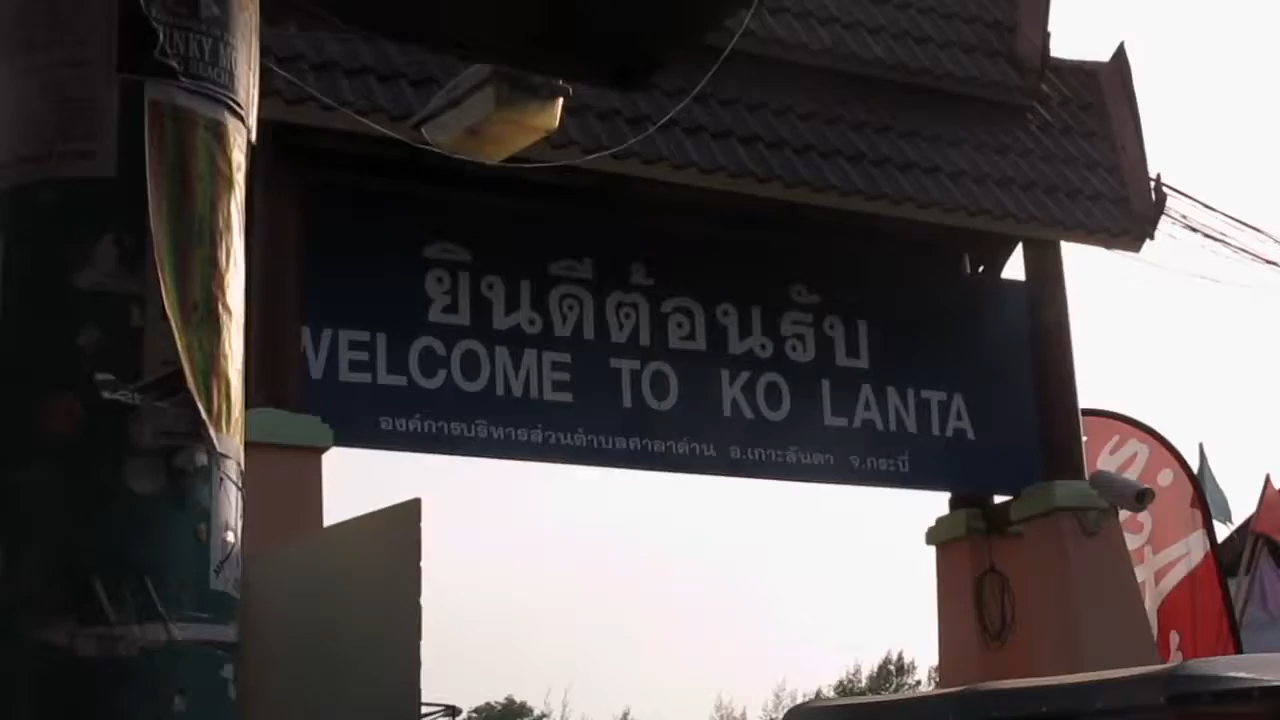 ยินดีต้อนรับ
WELCOME TO KO LANTA
องค์การบริหารส่วนตำบลศาลาด่าน อ.เกาะลันตา จ.กระบี่
BEACH